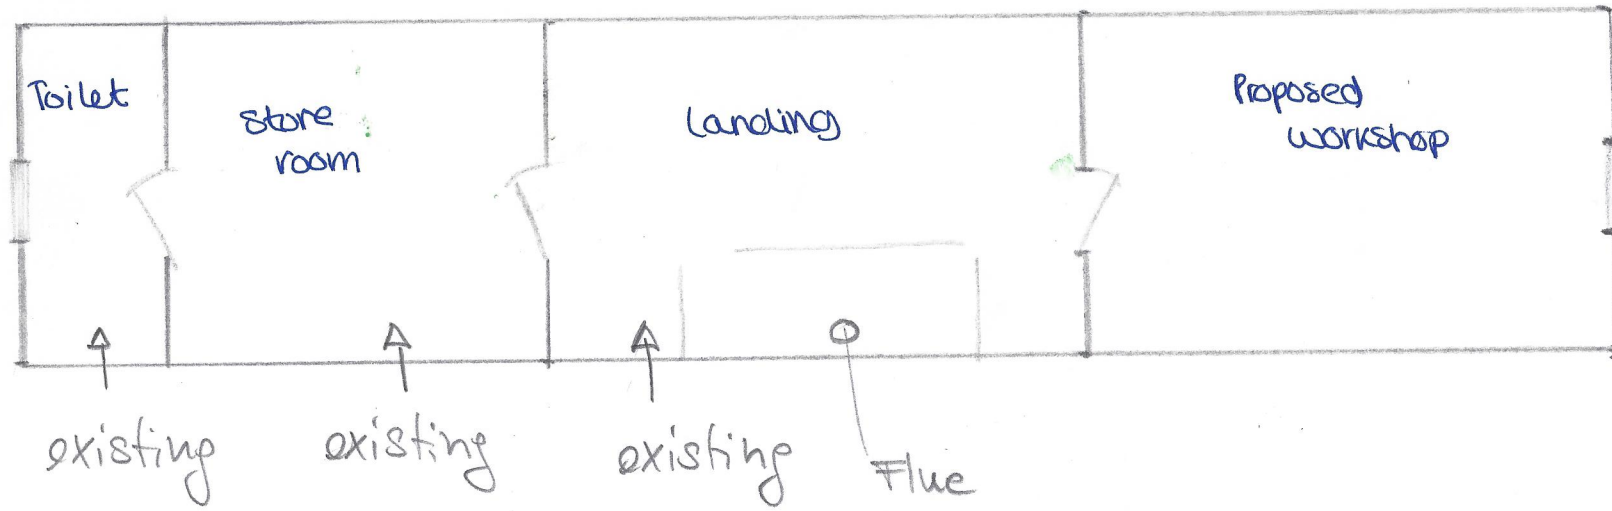 Toilet
store
room
Landing
Proposed
workshop
existing
existing
existing
Flue